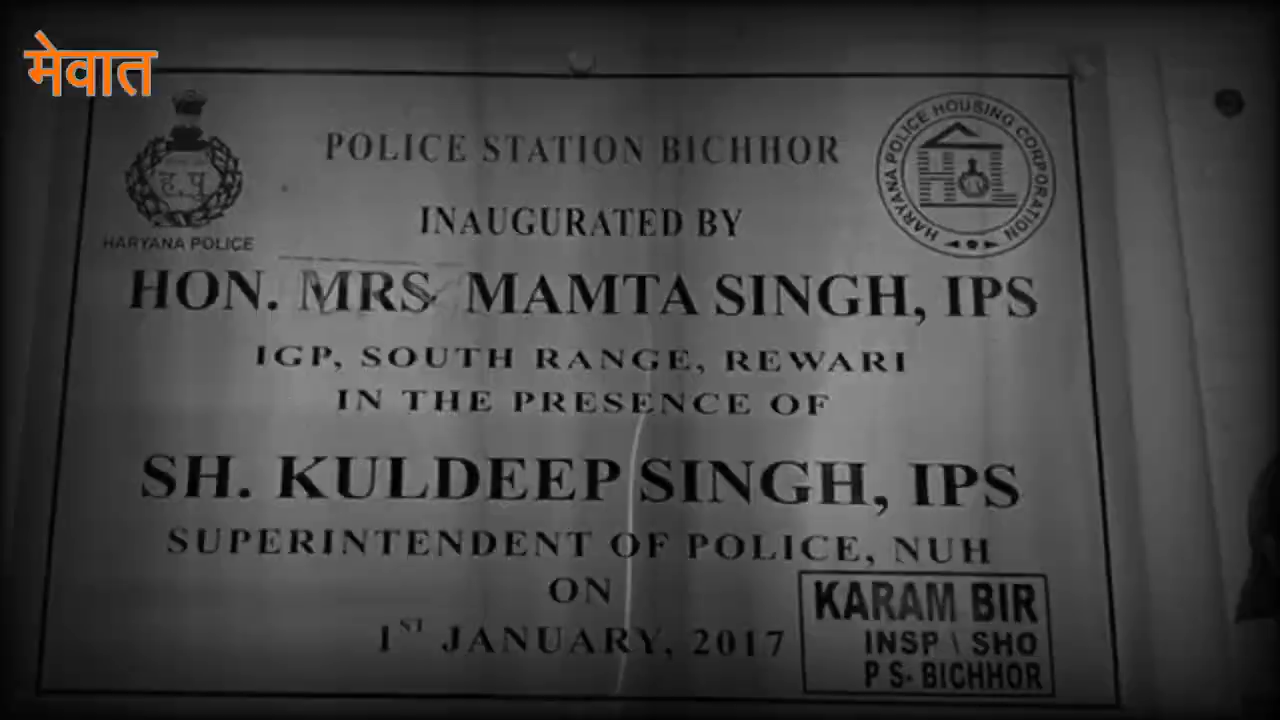 मेवात
POLICE STATION BICHHOR
INAUGURATED BY
ह.पु
HARYANA POLICE
HARYANA POLICE HOUSING CORPORATION
HON. MRS. MAMTA SINGH, IPS
IGP, SOUTH RANGE, REWARI
IN THE PRESENCE OF
SH. KULDEEP SINGH, IPS
SUPERINTENDENT OF POLICE, NUH
ON
1ST JANUARY, 2017
KARAM BIR
INSP \ SHO
P S- BICHHOR